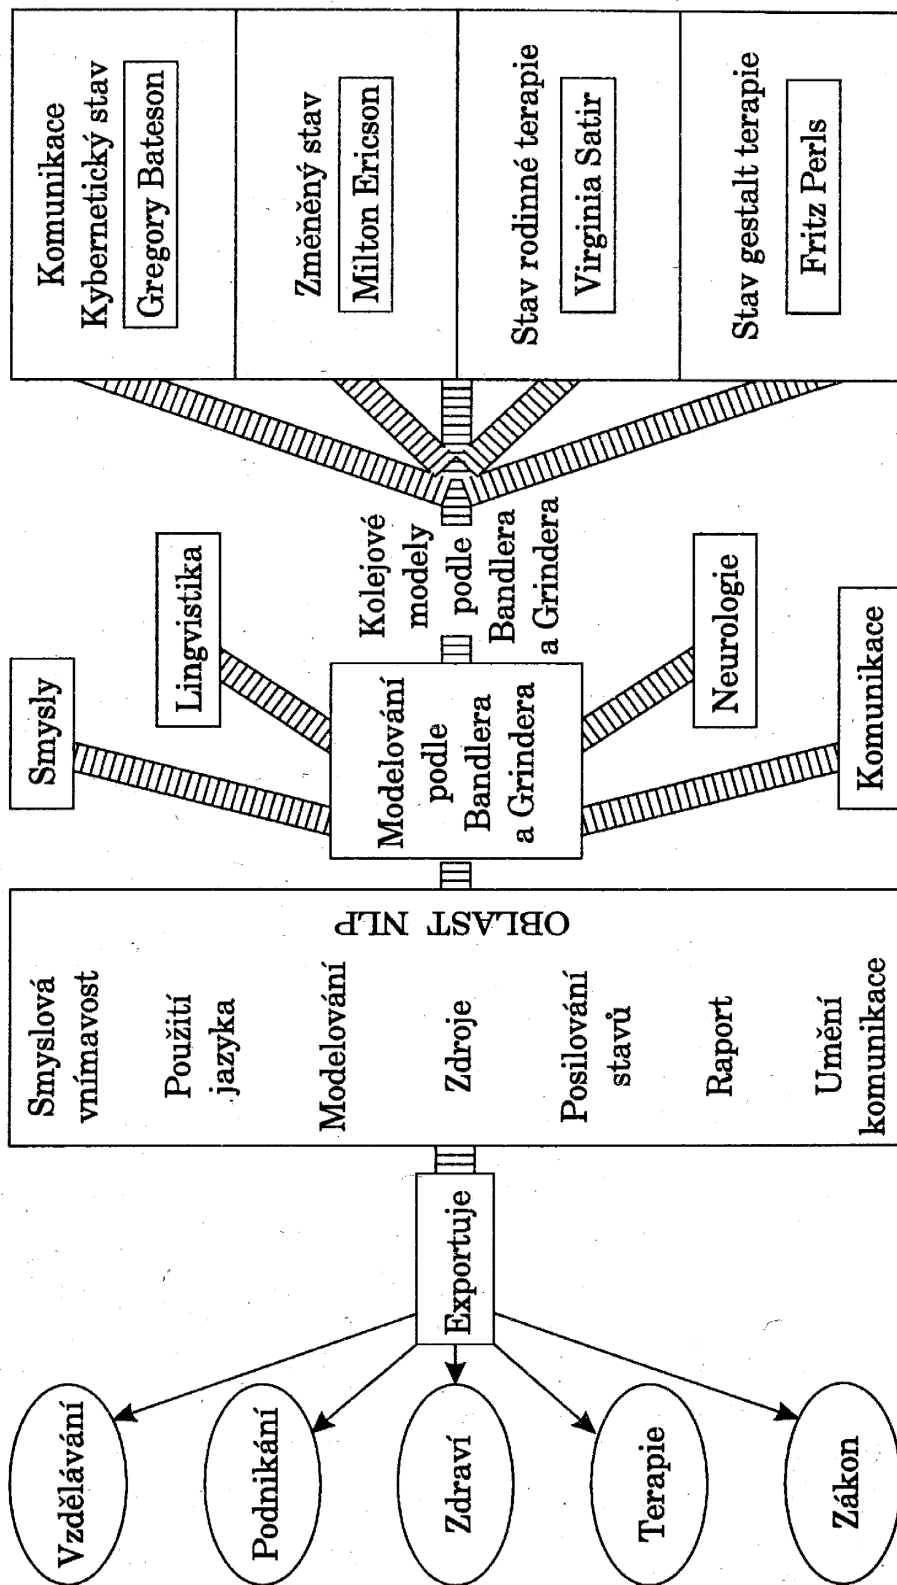 Komunikace
Kybernetický stav
Gregory Bateson
Změněný stav
Milton Ericson
Stav rodinné terapie
Virginia Satir
Stav gestalt terapie
Fritz Perls
Kolejové
modely
podle
Bandlera
a Grindera
Smysly
Lingvistika
Modelování
podle
Bandlera
a Grindera
Neurologie
Komunikace
OBLAST NLP
Smyslová
vnímavost
Použití
jazyka
Modelování
Zdroje
Posilování
stavů
Raport
Umění
komunikace
Exportuje
Vzdělávání
Podnikání
Zdraví
Terapie
Zákon